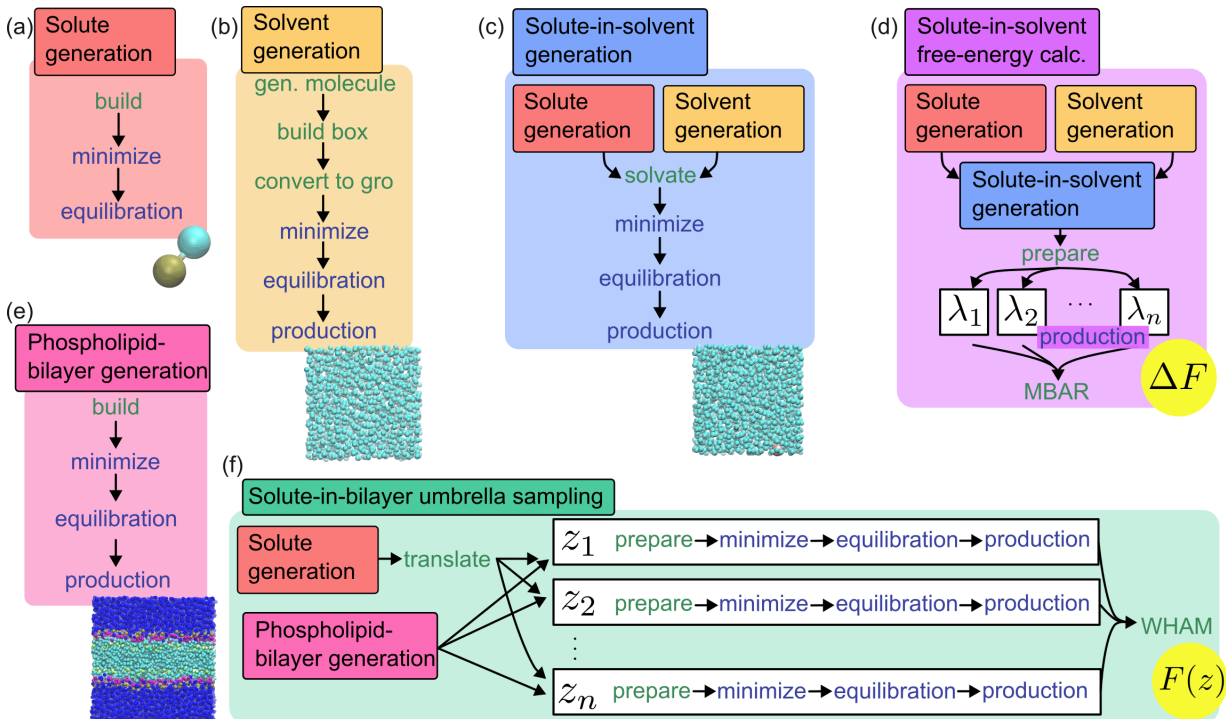 (a)
Solute
generation
build
minimize
equilibration
(b)
Solvent
generation
gen. molecule
build box
convert to gro
minimize
equilibration
production
(c)
Solute-in-solvent
generation
Solute
generation
Solvent
generation
solvate
minimize
equilibration
production
(d)
Solute-in-solvent
free-energy calc.
Solute
generation
Solvent
generation
Solute-in-solvent
generation
prepare
λ₁ λ₂ ··· λₙ
production
MBAR
ΔF
(e)
Phospholipid-
bilayer generation
build
minimize
equilibration
production
(f)
Solute-in-bilayer umbrella sampling
Solute
generation
translate
Phospholipid-
bilayer generation
z₁ prepare minimize equilibration production
z₂ prepare minimize equilibration production
⋮
zₙ prepare minimize equilibration production
WHAM
F(z)